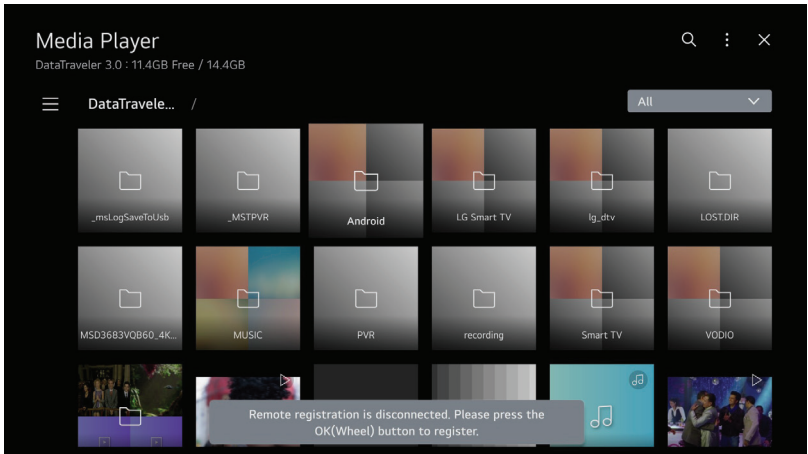 Media Player
DataTraveler 3.0 : 11.4GB Free / 14.4GB
DataTravele... /
All
_msLogSaveToUsb
_MSTPVR
Android
LG Smart TV
lg_dtv
LOST.DIR
MSD3683VQB60_4K...
MUSIC
PVR
recording
Smart TV
VODIO
Remote registration is disconnected. Please press the
OK(Wheel) button to register.